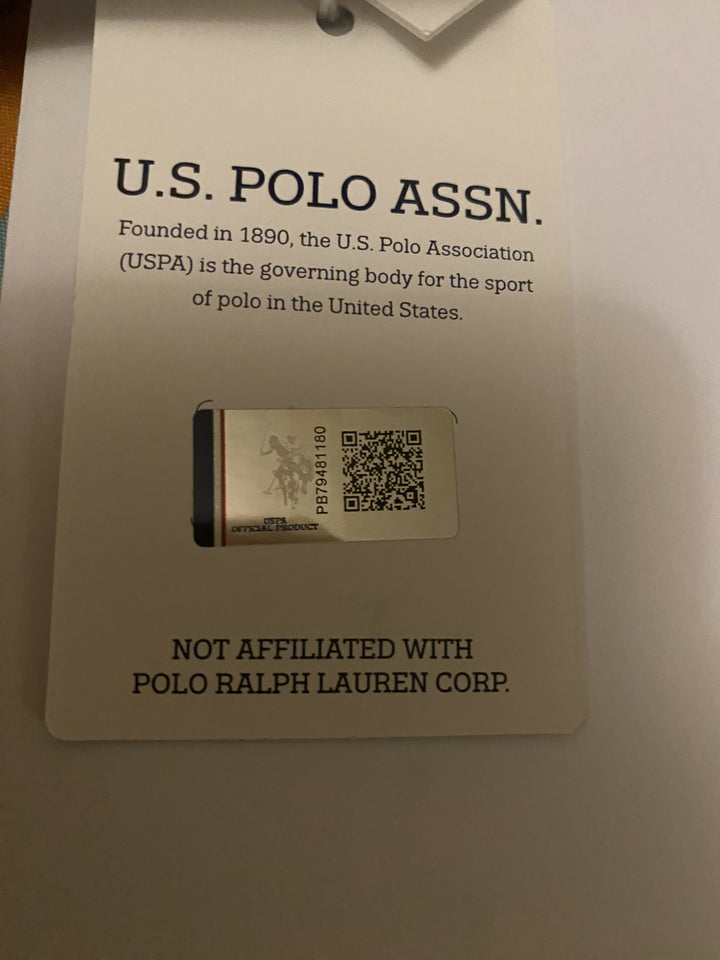 U.S. POLO ASSN.
Founded in 1890, the U.S. Polo Association
(USPA) is the governing body for the sport
of polo in the United States.
PB79481180
USPA
OFFICIAL PRODUCT
NOT AFFILIATED WITH
POLO RALPH LAUREN CORP.